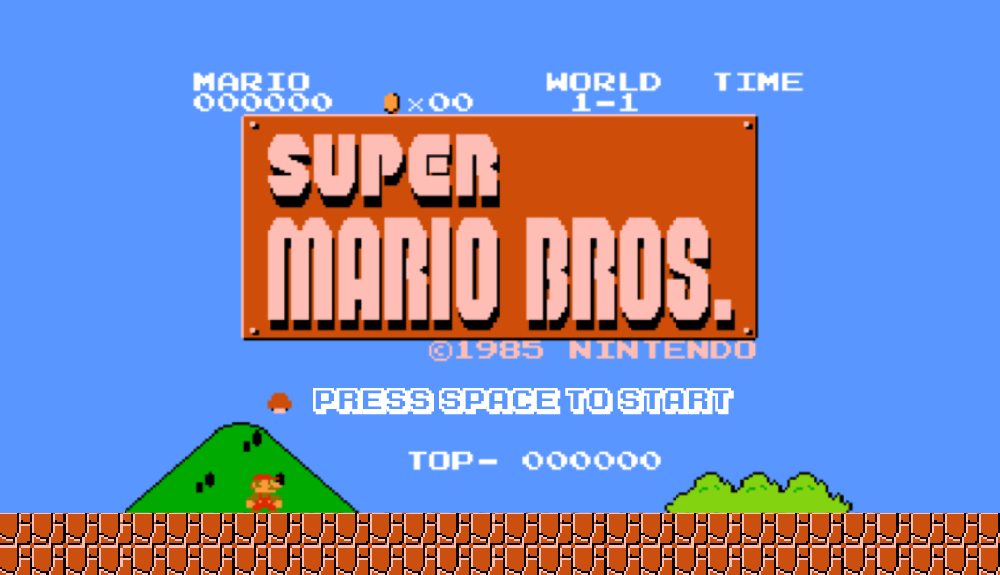 MARIO WORLD TIME
000000 ×00 1-1
SUPER
MARIO BROS.
©1985 NINTENDO
PRESS SPACE TO START
TOP- 000000